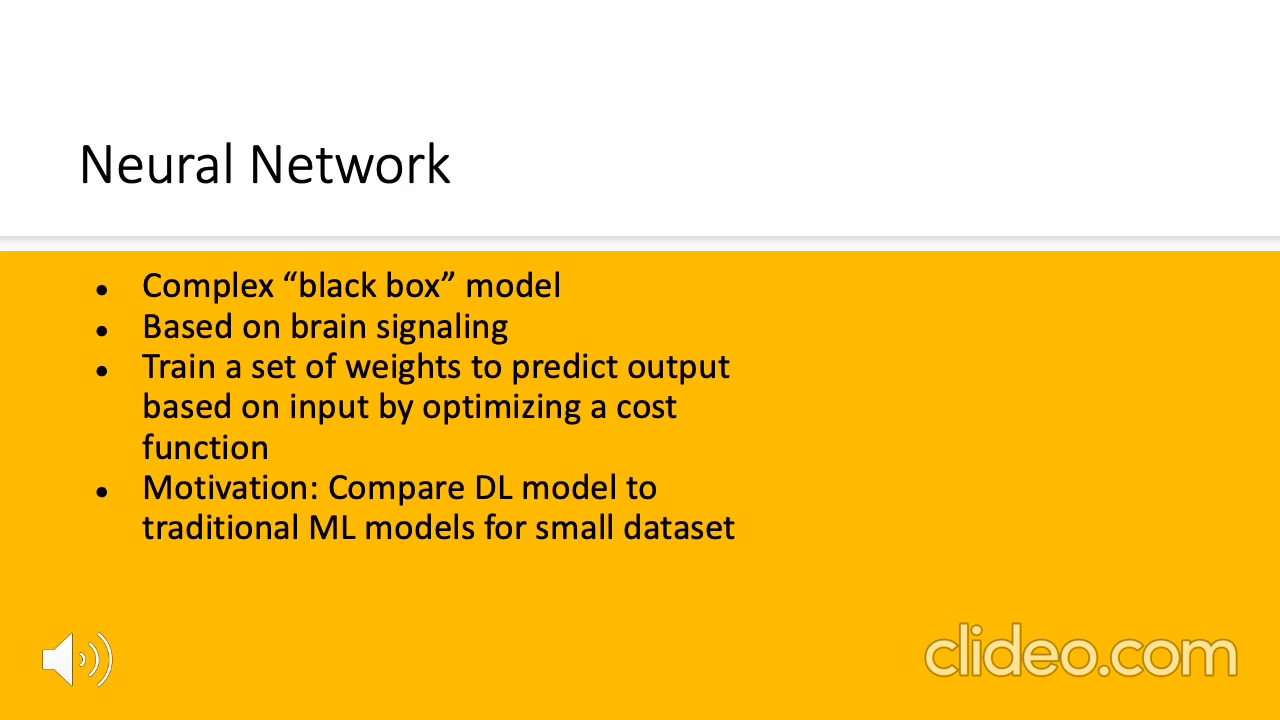 Neural Network
● Complex “black box” model
● Based on brain signaling
● Train a set of weights to predict output
based on input by optimizing a cost
function
● Motivation: Compare DL model to
traditional ML models for small dataset
clideo.com